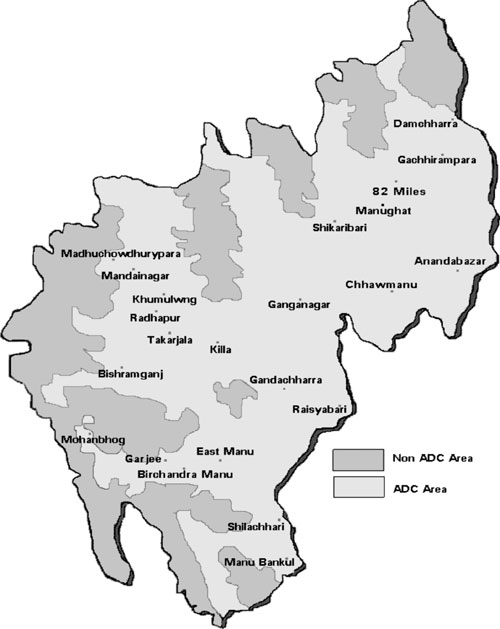 Damchharra
Gachhirampara
82 Miles
Manughat
Shikaribari
Madhuchowdhurypara
Anandabazar
Mandainagar
Chhawmanu
Khumulwng
Ganganagar
Radhapur
Takarjala
Killa
Bishramganj
Gandachharra
Raisyabari
Mohanbhog
East Manu
Garjee
Non ADC Area
Birchandra Manu
ADC Area
Shilachhari
Manu Bankul